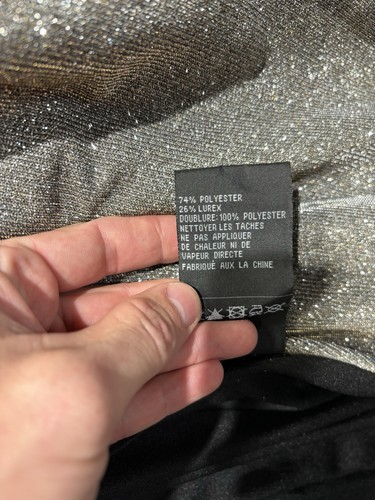 74% POLYESTER
26% LUREX
DOUBLURE:100% POLYESTER
NETTOYER LES TACHES
NE PAS APPLIQUER
DE CHALEUR NI DE
VAPEUR DIRECTE
FABRIQUÉ AUX LA CHINE